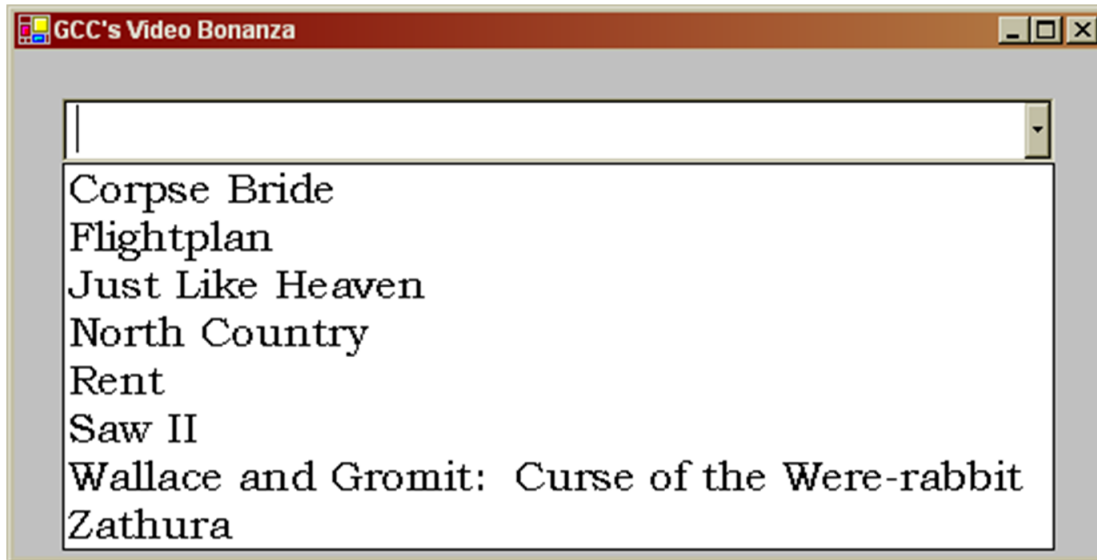 GCC's Video Bonanza
Corpse Bride
Flightplan
Just Like Heaven
North Country
Rent
Saw II
Wallace and Gromit:  Curse of the Were-rabbit
Zathura